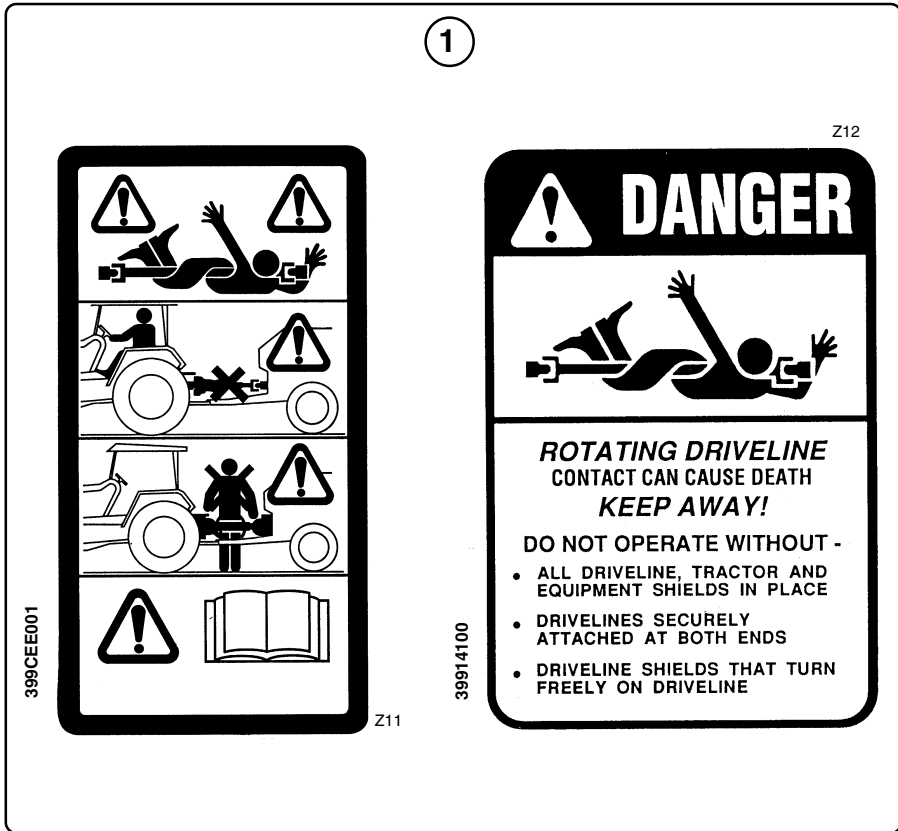 1
399CEE001
Z11
Z12
DANGER
ROTATING DRIVELINE
CONTACT CAN CAUSE DEATH
KEEP AWAY!
DO NOT OPERATE WITHOUT -
• ALL DRIVELINE, TRACTOR AND
EQUIPMENT SHIELDS IN PLACE
• DRIVELINES SECURELY
ATTACHED AT BOTH ENDS
• DRIVELINE SHIELDS THAT TURN
FREELY ON DRIVELINE
39914100